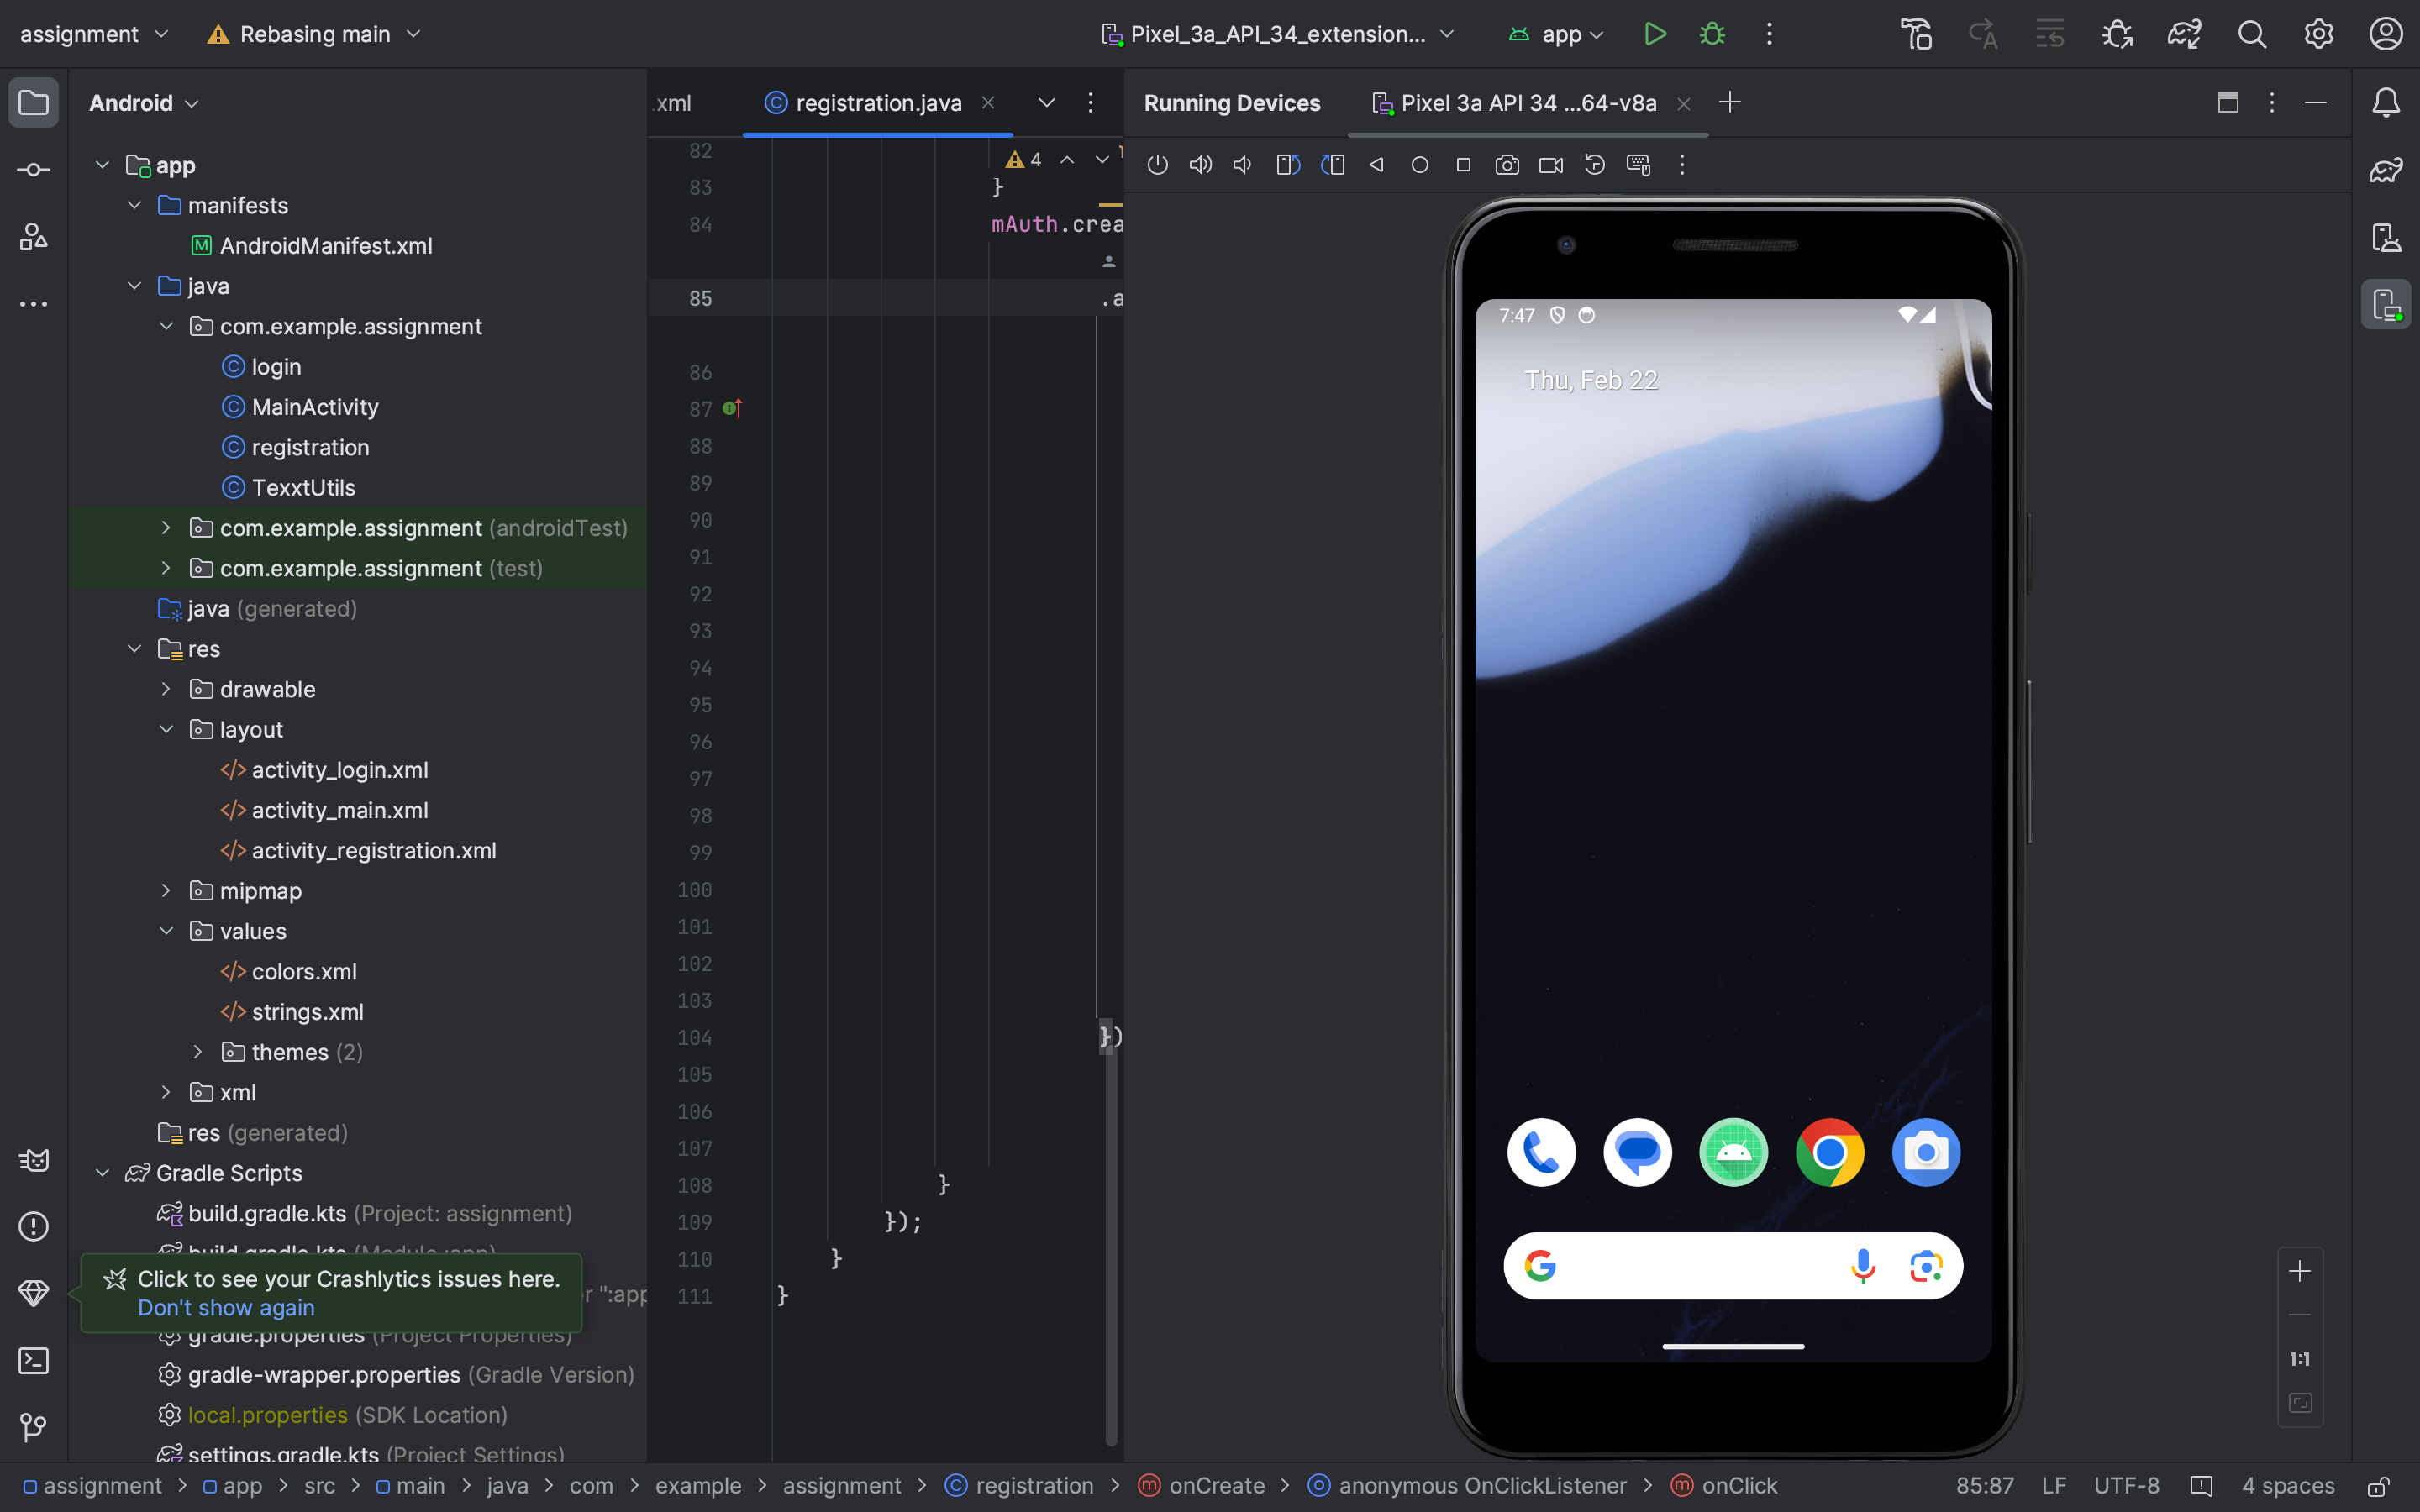 assignment
Rebasing main
Pixel_3a_API_34_extension...
app
Android
.xml
registration.java
Running Devices
Pixel 3a API 34 ...64-v8a
app
manifests
AndroidManifest.xml
java
com.example.assignment
login
MainActivity
registration
TexxtUtils
com.example.assignment (androidTest)
com.example.assignment (test)
java (generated)
res
drawable
layout
activity_login.xml
activity_main.xml
activity_registration.xml
mipmap
values
colors.xml
strings.xml
themes (2)
xml
res (generated)
Gradle Scripts
build.gradle.kts (Project: assignment)
build.gradle.kts (Module :app)
Click to see your Crashlytics issues here.
Don't show again
r ":app
gradle.properties (Project Properties)
gradle-wrapper.properties (Gradle Version)
local.properties (SDK Location)
settings.gradle.kts (Project Settings)
4
82
83 }
84 mAuth.crea
85 .a
86
87
88
89
90
91
92
93
94
95
96
97
98
99
100
101
102
103
104 })
105
106
107
108 }
109 });
110 }
111 }
7:47
Thu, Feb 22
1:1
assignment > app > src > main > java > com > example > assignment > registration > onCreate > anonymous OnClickListener > onClick
85:87 LF UTF-8 4 spaces